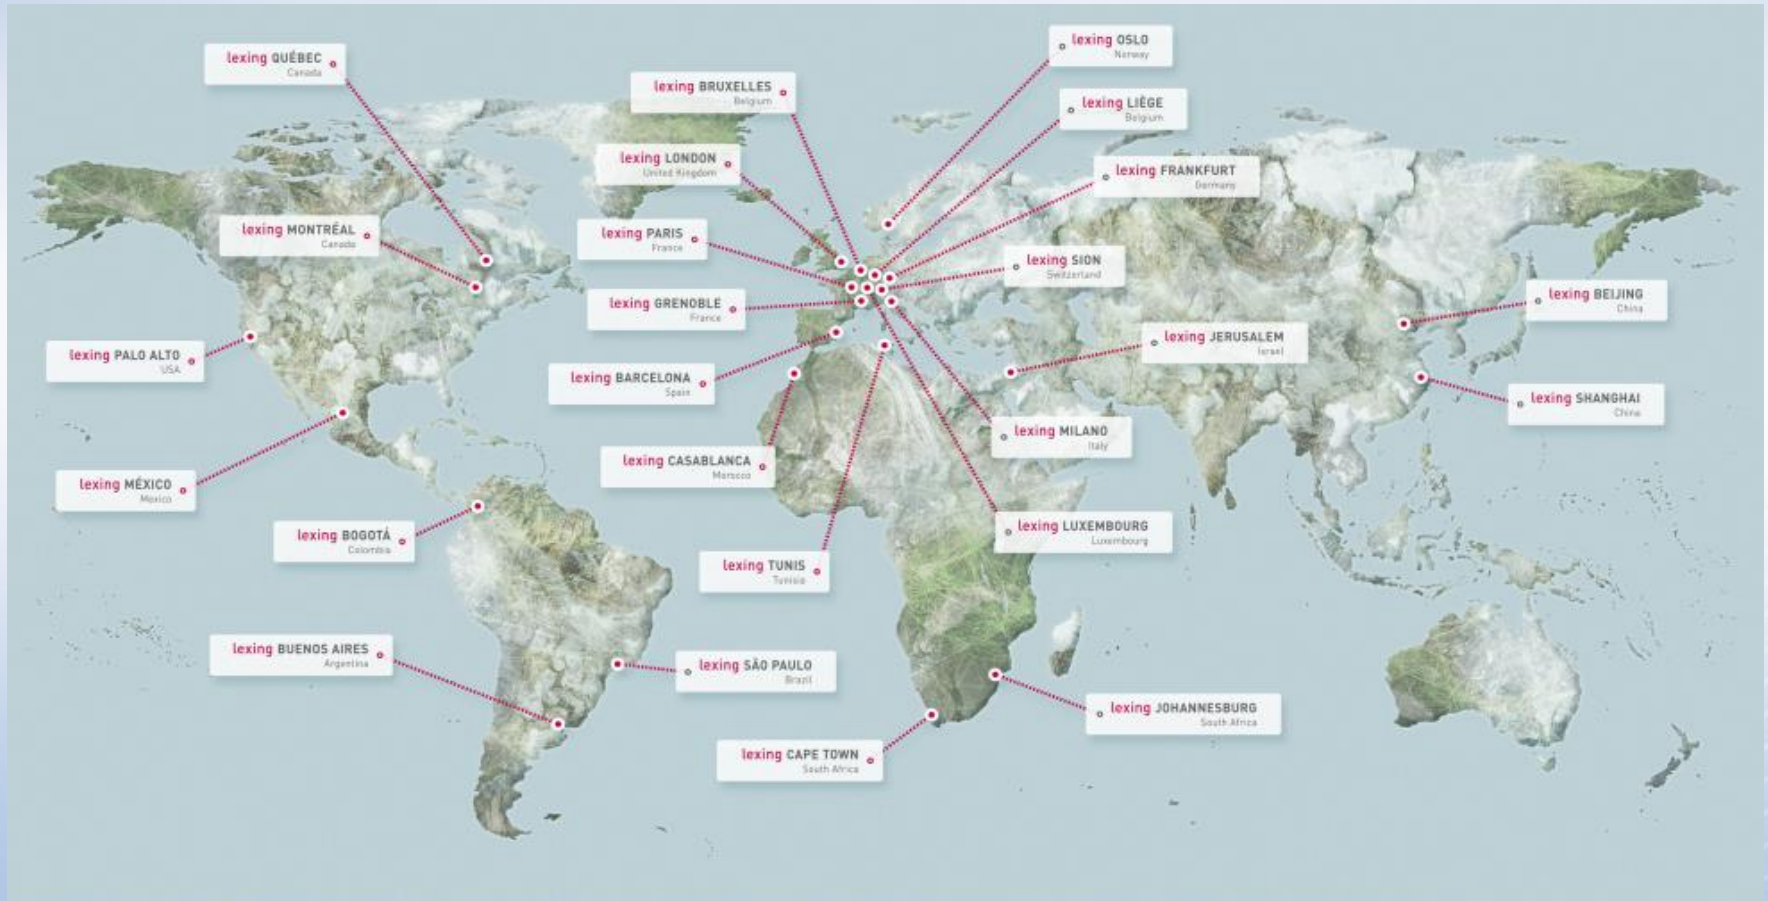 lexing QUÉBEC
Canada
lexing BRUXELLES
Belgium
lexing OSLO
Norway
lexing LIÈGE
Belgium
lexing LONDON
United Kingdom
lexing FRANKFURT
Germany
lexing MONTRÉAL
Canada
lexing PARIS
France
lexing SION
Switzerland
lexing GRENOBLE
France
lexing BEIJING
China
lexing PALO ALTO
USA
lexing JERUSALEM
Israel
lexing BARCELONA
Spain
lexing SHANGHAI
China
lexing MILANO
Italy
lexing CASABLANCA
Morocco
lexing MÉXICO
Mexico
lexing BOGOTÁ
Colombia
lexing LUXEMBOURG
Luxembourg
lexing TUNIS
Tunisia
lexing BUENOS AIRES
Argentina
lexing SÃO PAULO
Brazil
lexing JOHANNESBURG
South Africa
lexing CAPE TOWN
South Africa